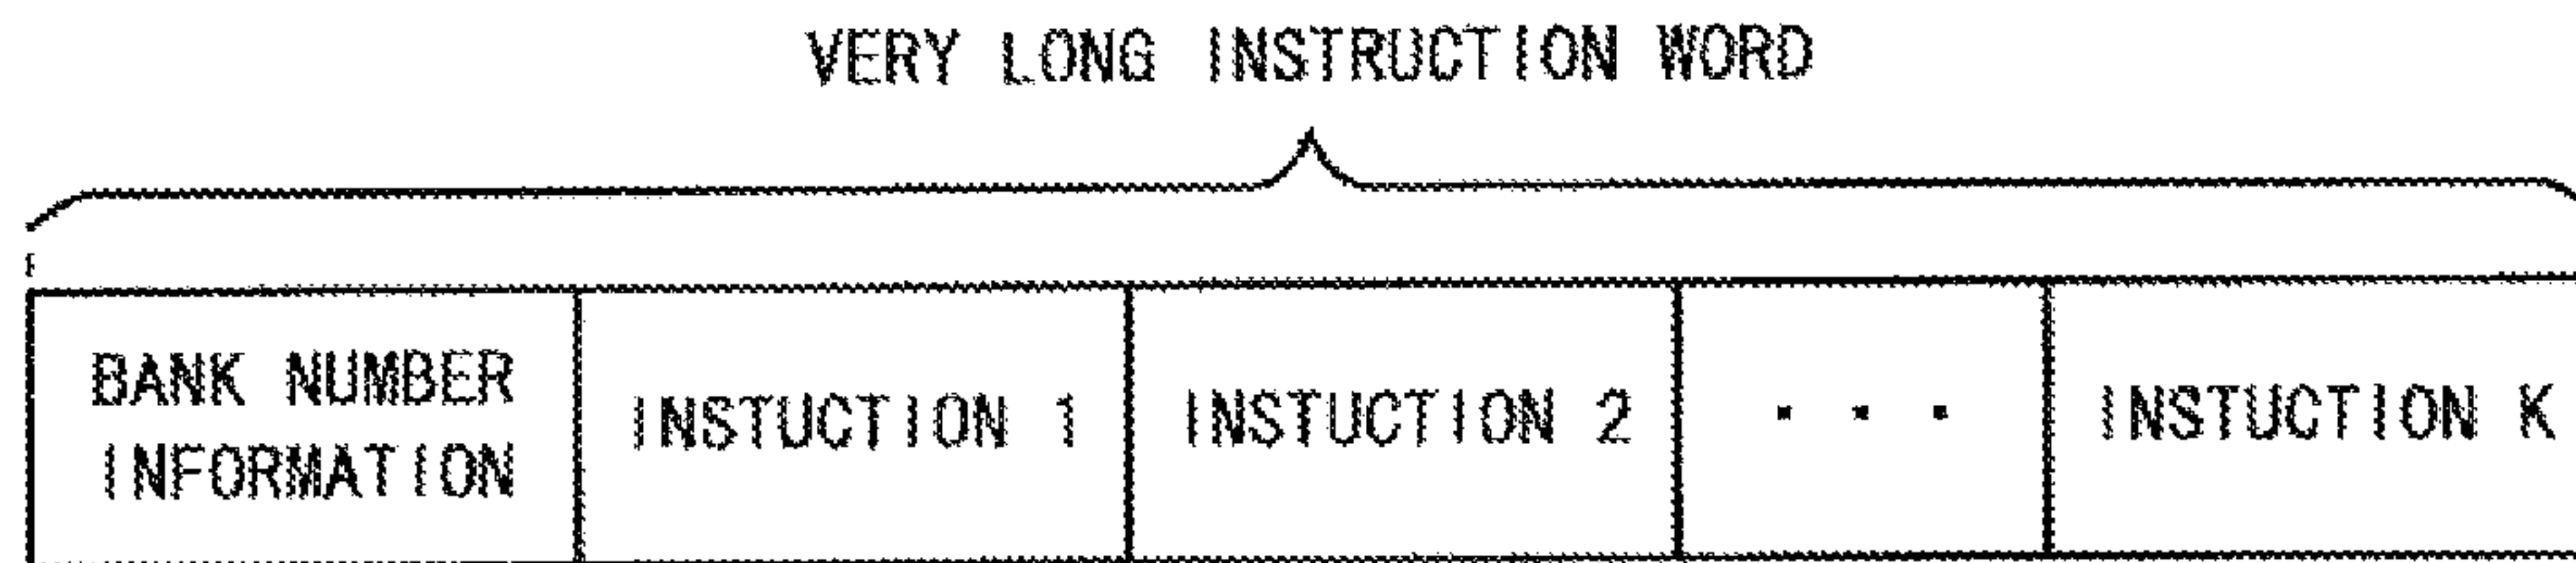 VERY LONG INSTRUCTION WORD
BANK NUMBER
INFORMATION
INSTUCTION 1
INSTUCTION 2
. . .
INSTUCTION K